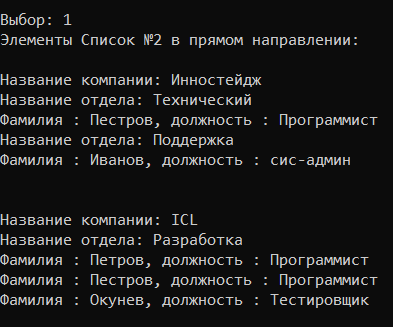 Выбор: 1
Элементы Список №2 в прямом направлении:
Название компании: Инностейдж
Название отдела: Технический
Фамилия : Пестров, должность : Программист
Название отдела: Поддержка
Фамилия : Иванов, должность : сис-админ
Название компании: ICL
Название отдела: Разработка
Фамилия : Петров, должность : Программист
Фамилия : Пестров, должность : Программист
Фамилия : Окунев, должность : Тестировщик